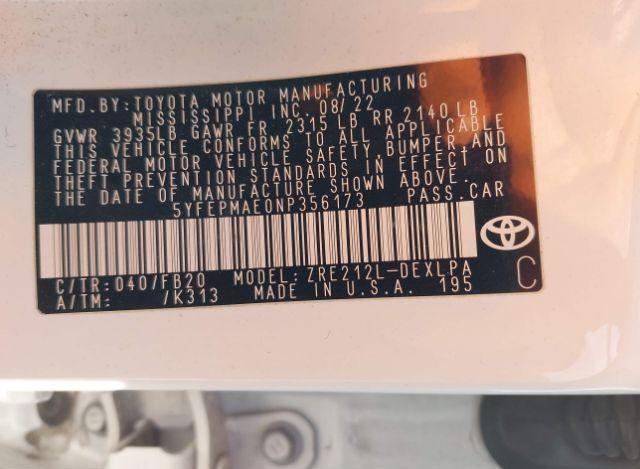 MFD. BY: TOYOTA MOTOR MANUFACTURING
MISSISSIPPI INC. 08/22
GVWR 3935LB GAWR FR 2315 LB RR 2140 LB
THIS VEHICLE CONFORMS TO ALL APPLICABLE
FEDERAL MOTOR VEHICLE SAFETY, BUMPER, AND
THEFT PREVENTION STANDARDS IN EFFECT ON
THE DATE OF MANUFACTURE SHOWN ABOVE.
5YFEPMAE0NP356173 PASS. CAR
C/TR: 040/FB20 MODEL: ZRE212L-DEXLPA C
A/TM: /K313 MADE IN U.S.A. 195